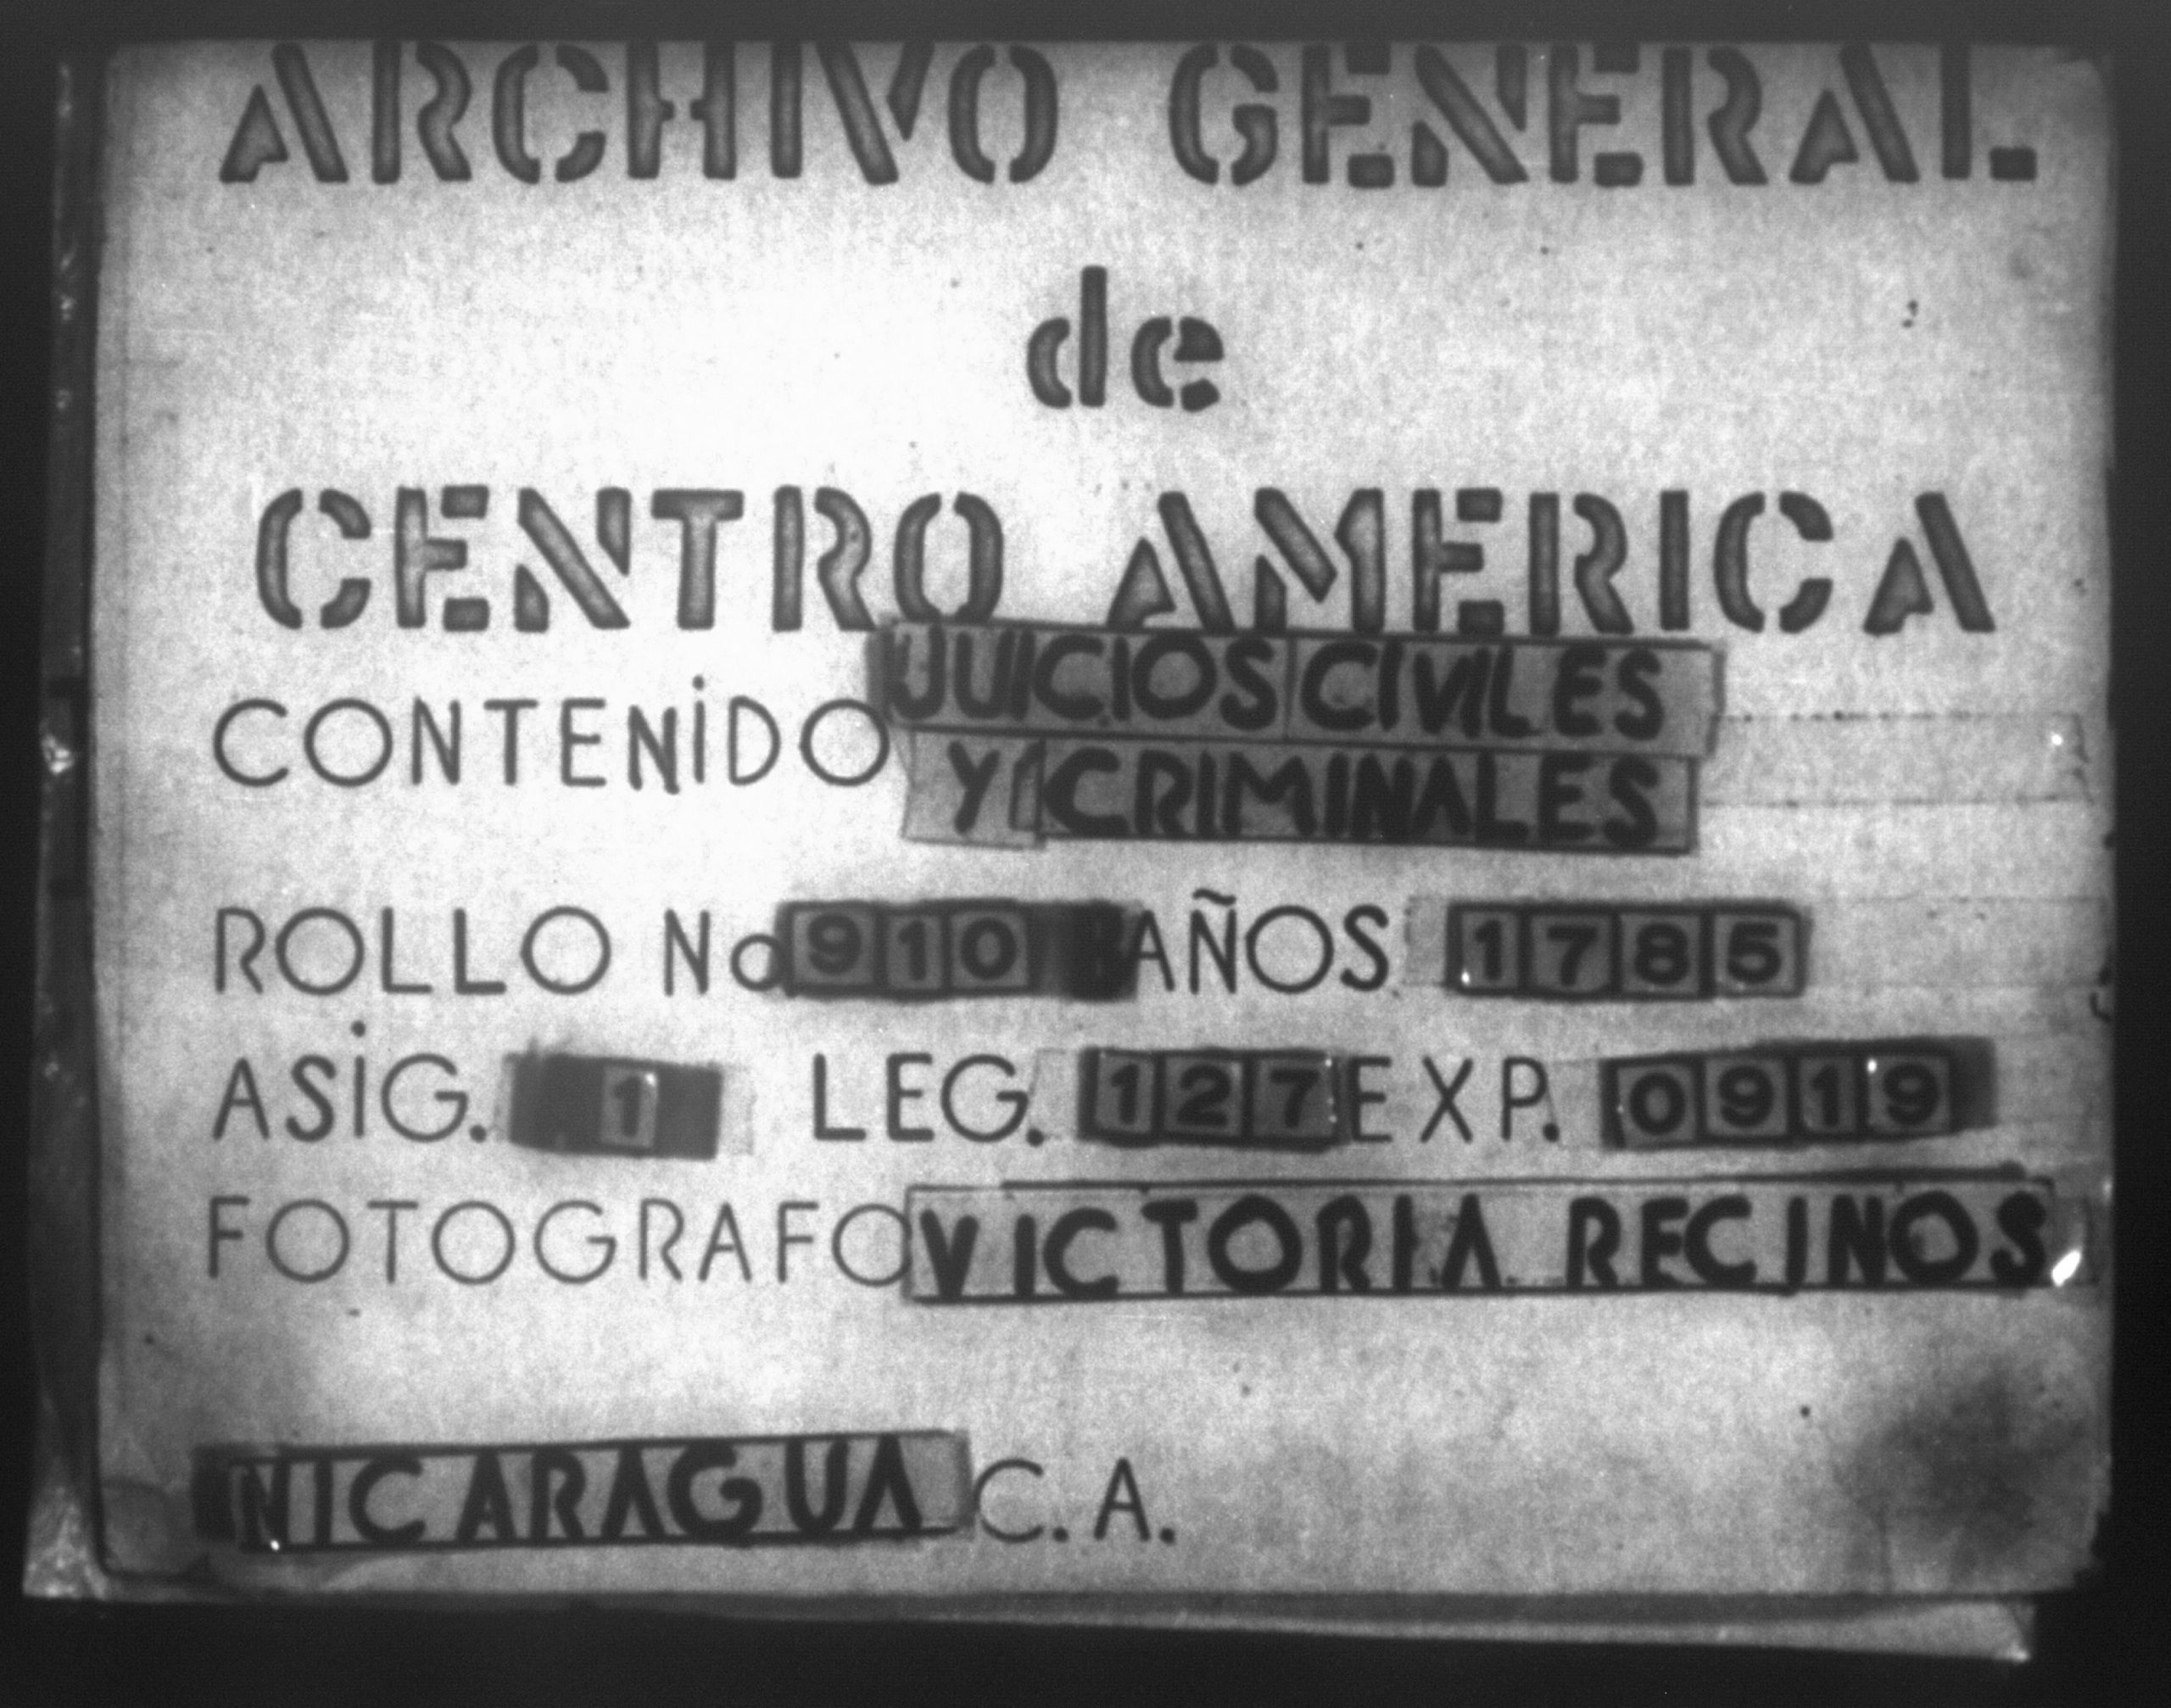 ARCHIVO GENERAL
de
CENTRO AMERICA
CONTENIDO JUICIOS CIVILES
Y CRIMINALES
ROLLO No 910 AÑOS 1785
ASIG. 1 LEG. 127 EXP. 0919
FOTOGRAFO VICTORIA RECINOS
NICARAGUA C.A.